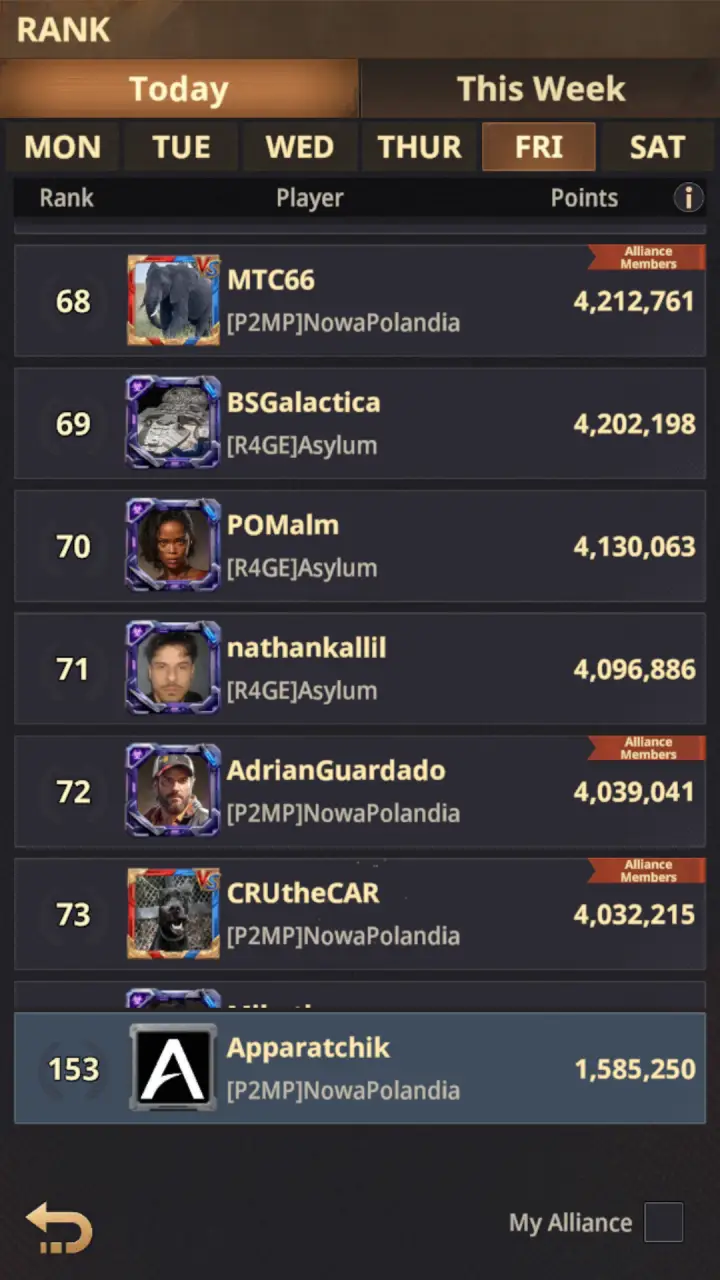 RANK
Today
This Week
MON
TUE
WED
THUR
FRI
SAT
Rank
Player
Points
Alliance
Members
68
MTC66
[P2MP]NowaPolandia
4,212,761
69
BSGalactica
[R4GE]Asylum
4,202,198
70
POMalm
[R4GE]Asylum
4,130,063
71
nathankallil
[R4GE]Asylum
4,096,886
Alliance
Members
72
AdrianGuardado
[P2MP]NowaPolandia
4,039,041
Alliance
Members
73
CRUtheCAR
[P2MP]NowaPolandia
4,032,215
153
Apparatchik
[P2MP]NowaPolandia
1,585,250
My Alliance